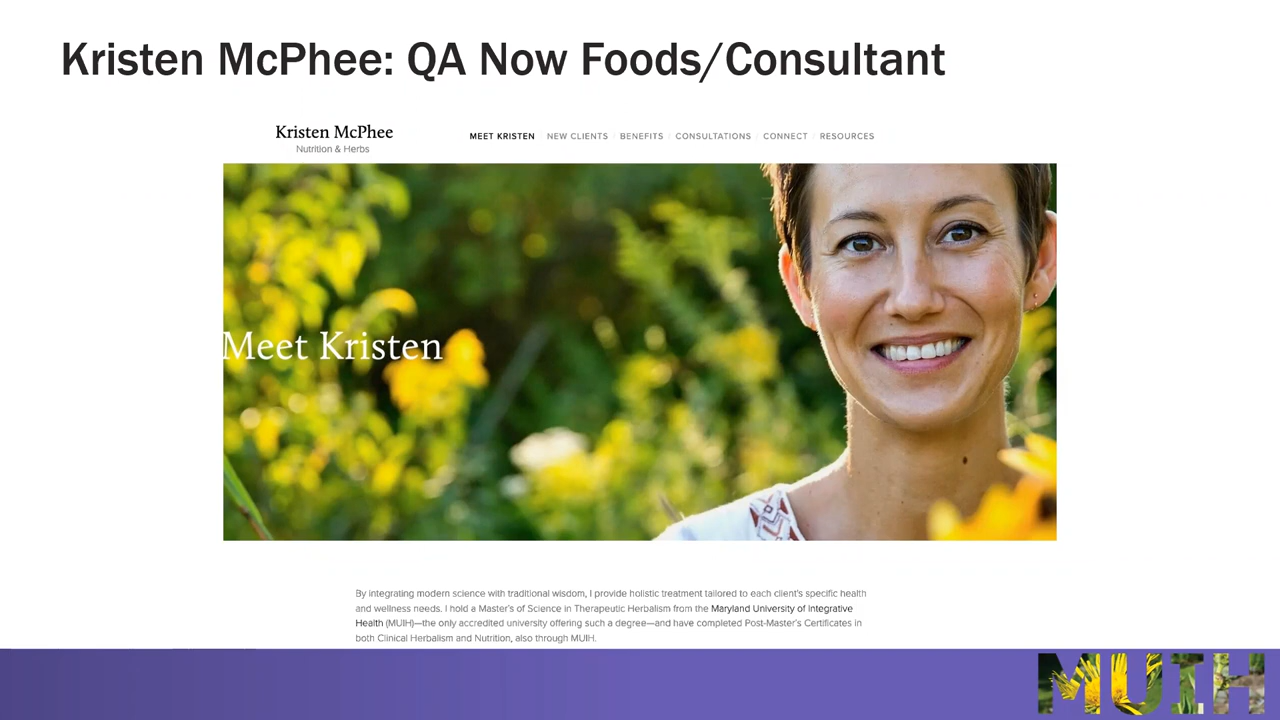 Kristen McPhee: QA Now Foods/Consultant
Kristen McPhee
Nutrition & Herbs
MEET KRISTEN / NEW CLIENTS / BENEFITS / CONSULTATIONS / CONNECT / RESOURCES
Meet Kristen
By integrating modern science with traditional wisdom, I provide holistic treatment tailored to each client's specific health
and wellness needs. I hold a Master's of Science in Therapeutic Herbalism from the Maryland University of Integrative
Health (MUIH)—the only accredited university offering such a degree—and have completed Post-Master's Certificates in
both Clinical Herbalism and Nutrition, also through MUIH.
MUIH